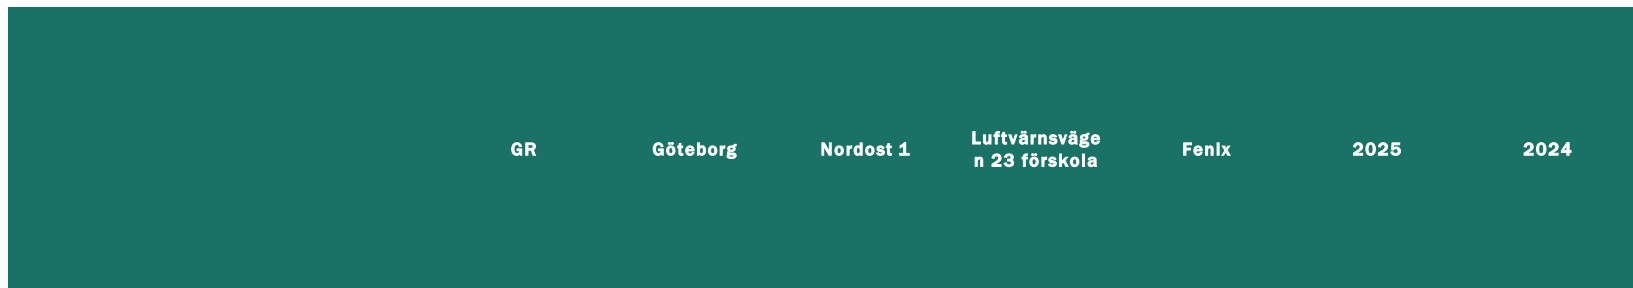 GR
Göteborg
Nordost 1
Luftvärnsväge
n 23 förskola
Fenix
2025
2024